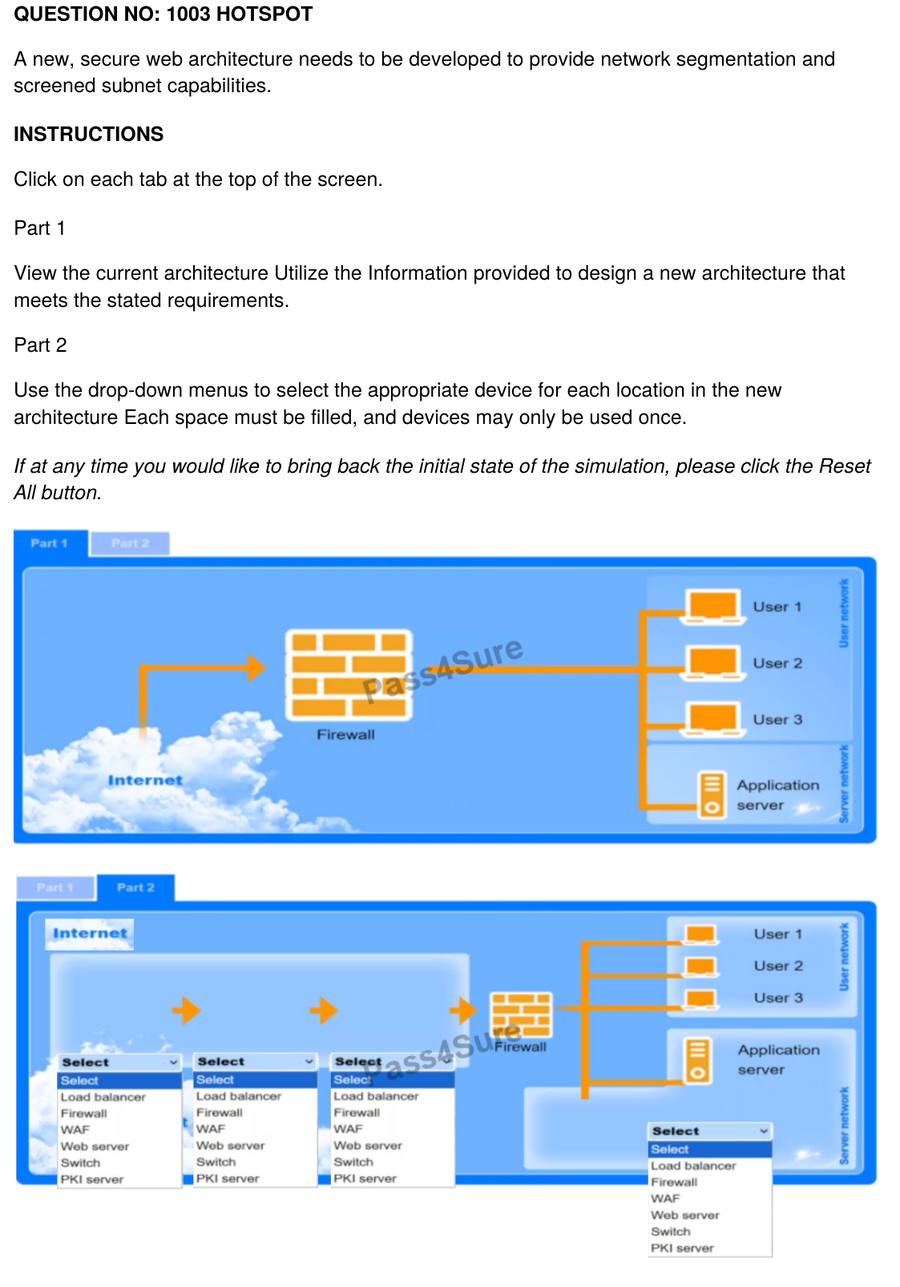 QUESTION NO: 1003 HOTSPOT
A new, secure web architecture needs to be developed to provide network segmentation and
screened subnet capabilities.
INSTRUCTIONS
Click on each tab at the top of the screen.
Part 1
View the current architecture Utilize the Information provided to design a new architecture that
meets the stated requirements.
Part 2
Use the drop-down menus to select the appropriate device for each location in the new
architecture Each space must be filled, and devices may only be used once.
If at any time you would like to bring back the initial state of the simulation, please click the Reset
All button.
Part 1 Part 2
User 1
User network
User 2
Pass4Sure
User 3
Firewall
Internet
Application
server
Server network
Part 1 Part 2
Internet
User 1
User 2
User 3
User network
Firewall
Pass4Sure
Application
server
Server network
Select Select Select
Select Select Select
Load balancer Load balancer Load balancer
Firewall Firewall Firewall
WAF WAF WAF
Web server Web server Web server
Switch Switch Switch
PKI server PKI server PKI server
Select
Select
Load balancer
Firewall
WAF
Web server
Switch
PKI server